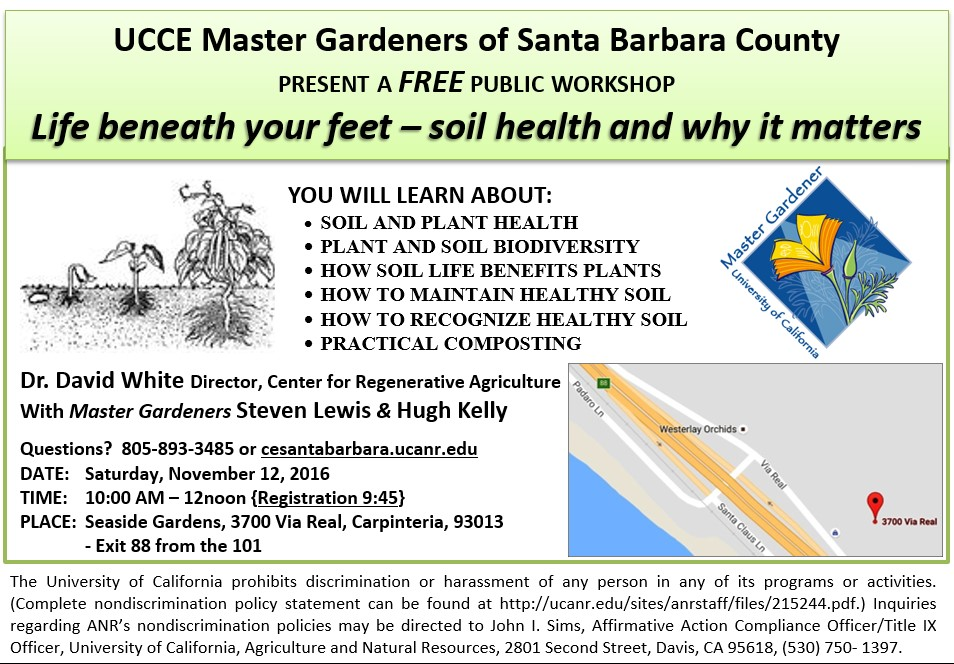 UCCE Master Gardeners of Santa Barbara County
PRESENT A FREE PUBLIC WORKSHOP
Life beneath your feet – soil health and why it matters
YOU WILL LEARN ABOUT:
• SOIL AND PLANT HEALTH
• PLANT AND SOIL BIODIVERSITY
• HOW SOIL LIFE BENEFITS PLANTS
• HOW TO MAINTAIN HEALTHY SOIL
• HOW TO RECOGNIZE HEALTHY SOIL
• PRACTICAL COMPOSTING
Master Gardener
University of California
Dr. David White Director, Center for Regenerative Agriculture
With Master Gardeners Steven Lewis & Hugh Kelly
Questions? 805-893-3485 or cesantabarbara.ucanr.edu
DATE: Saturday, November 12, 2016
TIME: 10:00 AM – 12noon {Registration 9:45}
PLACE: Seaside Gardens, 3700 Via Real, Carpinteria, 93013
- Exit 88 from the 101
88
Padaro Ln
Westerlay Orchids
Via Real
Santa Claus Ln
3700 Via Real
The University of California prohibits discrimination or harassment of any person in any of its programs or activities.
(Complete nondiscrimination policy statement can be found at http://ucanr.edu/sites/anrstaff/files/215244.pdf.) Inquiries
regarding ANR's nondiscrimination policies may be directed to John I. Sims, Affirmative Action Compliance Officer/Title IX
Officer, University of California, Agriculture and Natural Resources, 2801 Second Street, Davis, CA 95618, (530) 750- 1397.